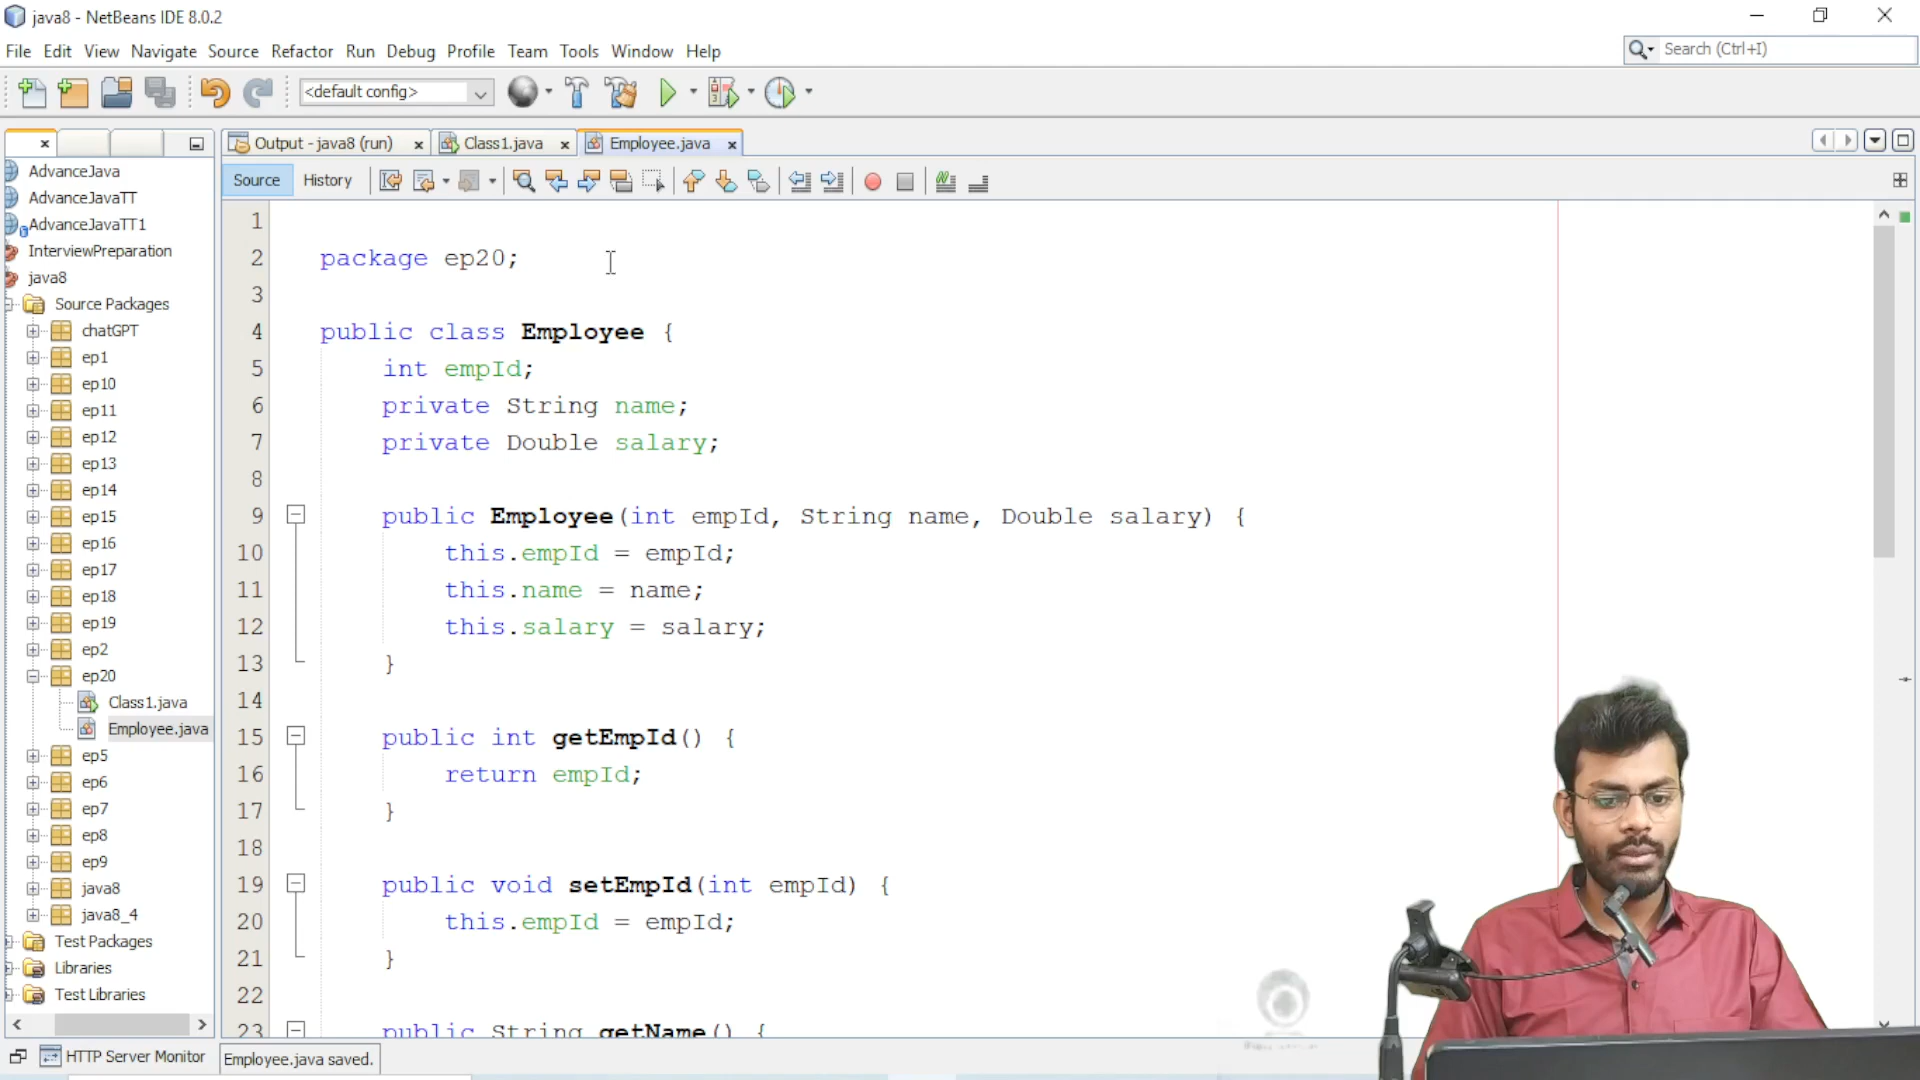 java8 - NetBeans IDE 8.0.2
File Edit View Navigate Source Refactor Run Debug Profile Team Tools Window Help
Search (Ctrl+I)
<default config>
Output - java8 (run)
Class1.java
Employee.java
Source
History
AdvanceJava
AdvanceJavaTT
AdvanceJavaTT1
InterviewPreparation
java8
Source Packages
chatGPT
ep1
ep10
ep11
ep12
ep13
ep14
ep15
ep16
ep17
ep18
ep19
ep2
ep20
Class1.java
Employee.java
ep5
ep6
ep7
ep8
ep9
java8
java8_4
Test Packages
Libraries
Test Libraries
1
2 package ep20;
3
4 public class Employee {
5 int empId;
6 private String name;
7 private Double salary;
8
9 public Employee(int empId, String name, Double salary) {
10 this.empId = empId;
11 this.name = name;
12 this.salary = salary;
13 }
14
15 public int getEmpId() {
16 return empId;
17 }
18
19 public void setEmpId(int empId) {
20 this.empId = empId;
21 }
22
23 public String getName() {
HTTP Server Monitor
Employee.java saved.